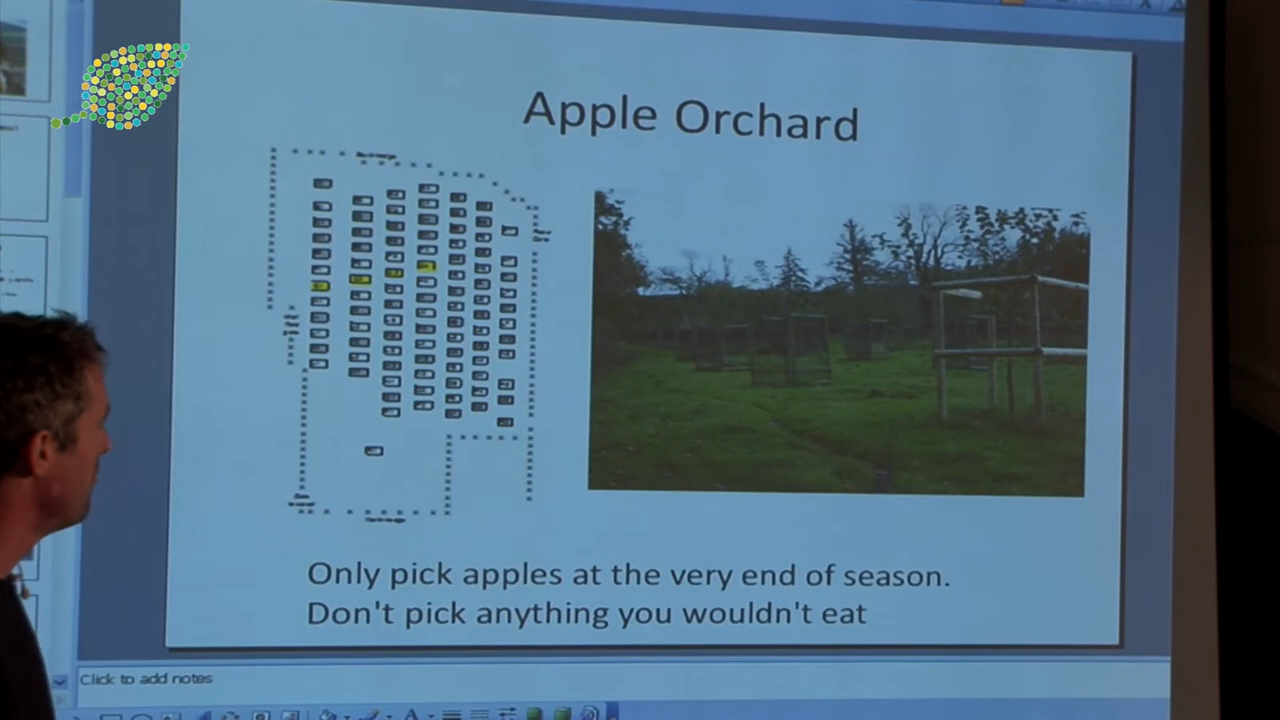 Apple Orchard
Only pick apples at the very end of season.
Don't pick anything you wouldn't eat
Click to add notes